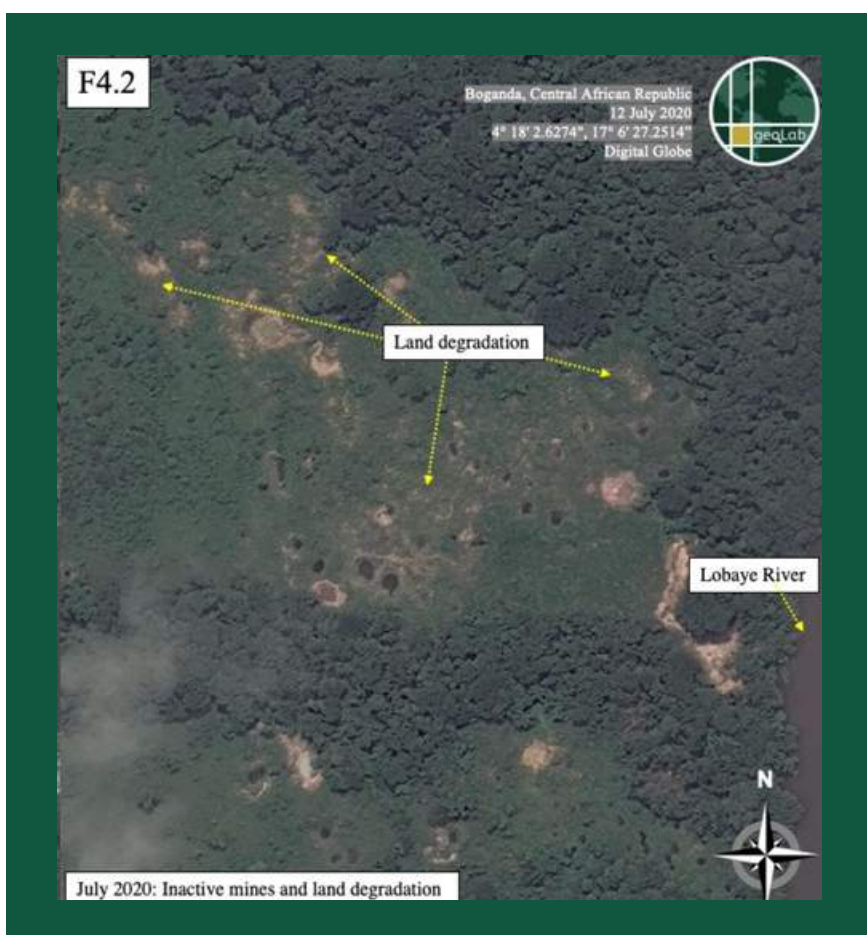 F4.2
Boganda, Central African Republic
12 July 2020
4° 18' 2.6274", 17° 6' 27.2514"
Digital Globe
geoLab
Land degradation
Lobaye River
N
July 2020: Inactive mines and land degradation